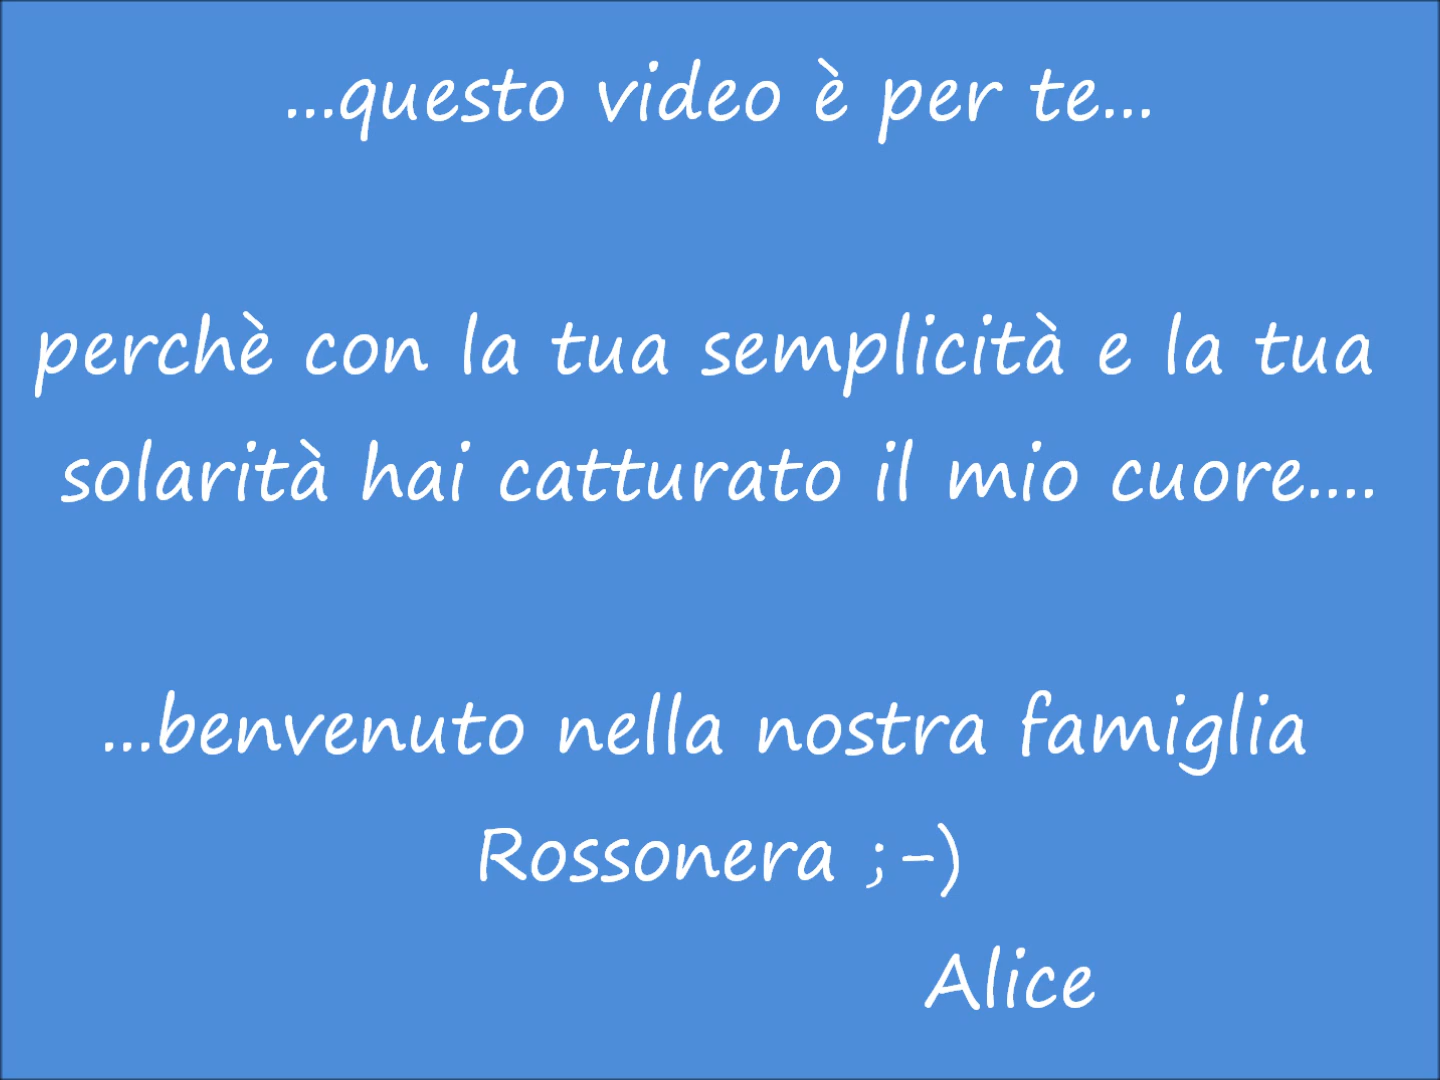 ...questo video è per te...
perchè con la tua semplicità e la tua
solarità hai catturato il mio cuore....
...benvenuto nella nostra famiglia
Rossonera ;-)
Alice